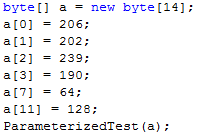 byte[] a = new byte[14];
a[0] = 206;
a[1] = 202;
a[2] = 239;
a[3] = 190;
a[7] = 64;
a[11] = 128;
ParameterizedTest(a);